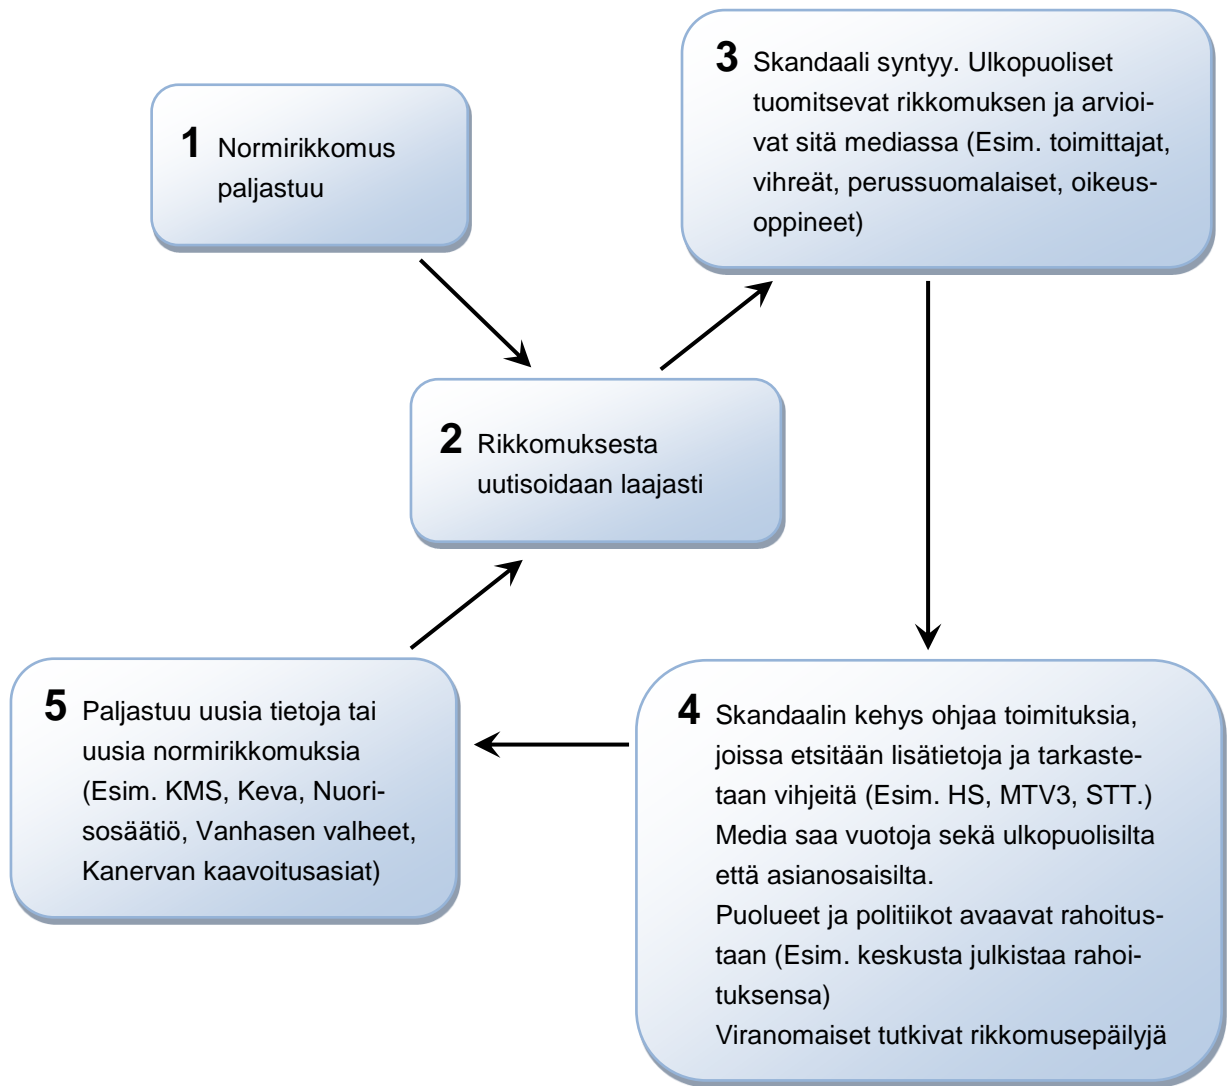 1 Normirikkomus
paljastuu
2 Rikkomuksesta
uutisoidaan laajasti
3 Skandaali syntyy. Ulkopuoliset
tuomitsevat rikkomuksen ja arvioi-
vat sitä mediassa (Esim. toimittajat,
vihreät, perussuomalaiset, oikeus-
oppineet)
4 Skandaalin kehys ohjaa toimituksia,
joissa etsitään lisätietoja ja tarkaste-
taan vihjeitä (Esim. HS, MTV3, STT.)
Media saa vuotoja sekä ulkopuolisilta
että asianosaisilta.
Puolueet ja politiikot avaavat rahoitus-
taan (Esim. keskusta julkistaa rahoi-
tuksensa)
Viranomaiset tutkivat rikkomusepäilyjä
5 Paljastuu uusia tietoja tai
uusia normirikkomuksia
(Esim. KMS, Keva, Nuori-
sosäätiö, Vanhasen valheet,
Kanervan kaavoitusasiat)